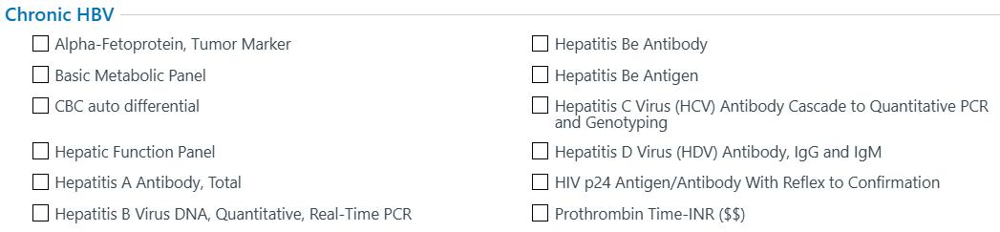 Chronic HBV
Alpha-Fetoprotein, Tumor Marker
Basic Metabolic Panel
CBC auto differential
Hepatic Function Panel
Hepatitis A Antibody, Total
Hepatitis B Virus DNA, Quantitative, Real-Time PCR
Hepatitis Be Antibody
Hepatitis Be Antigen
Hepatitis C Virus (HCV) Antibody Cascade to Quantitative PCR
and Genotyping
Hepatitis D Virus (HDV) Antibody, IgG and IgM
HIV p24 Antigen/Antibody With Reflex to Confirmation
Prothrombin Time-INR ($$)